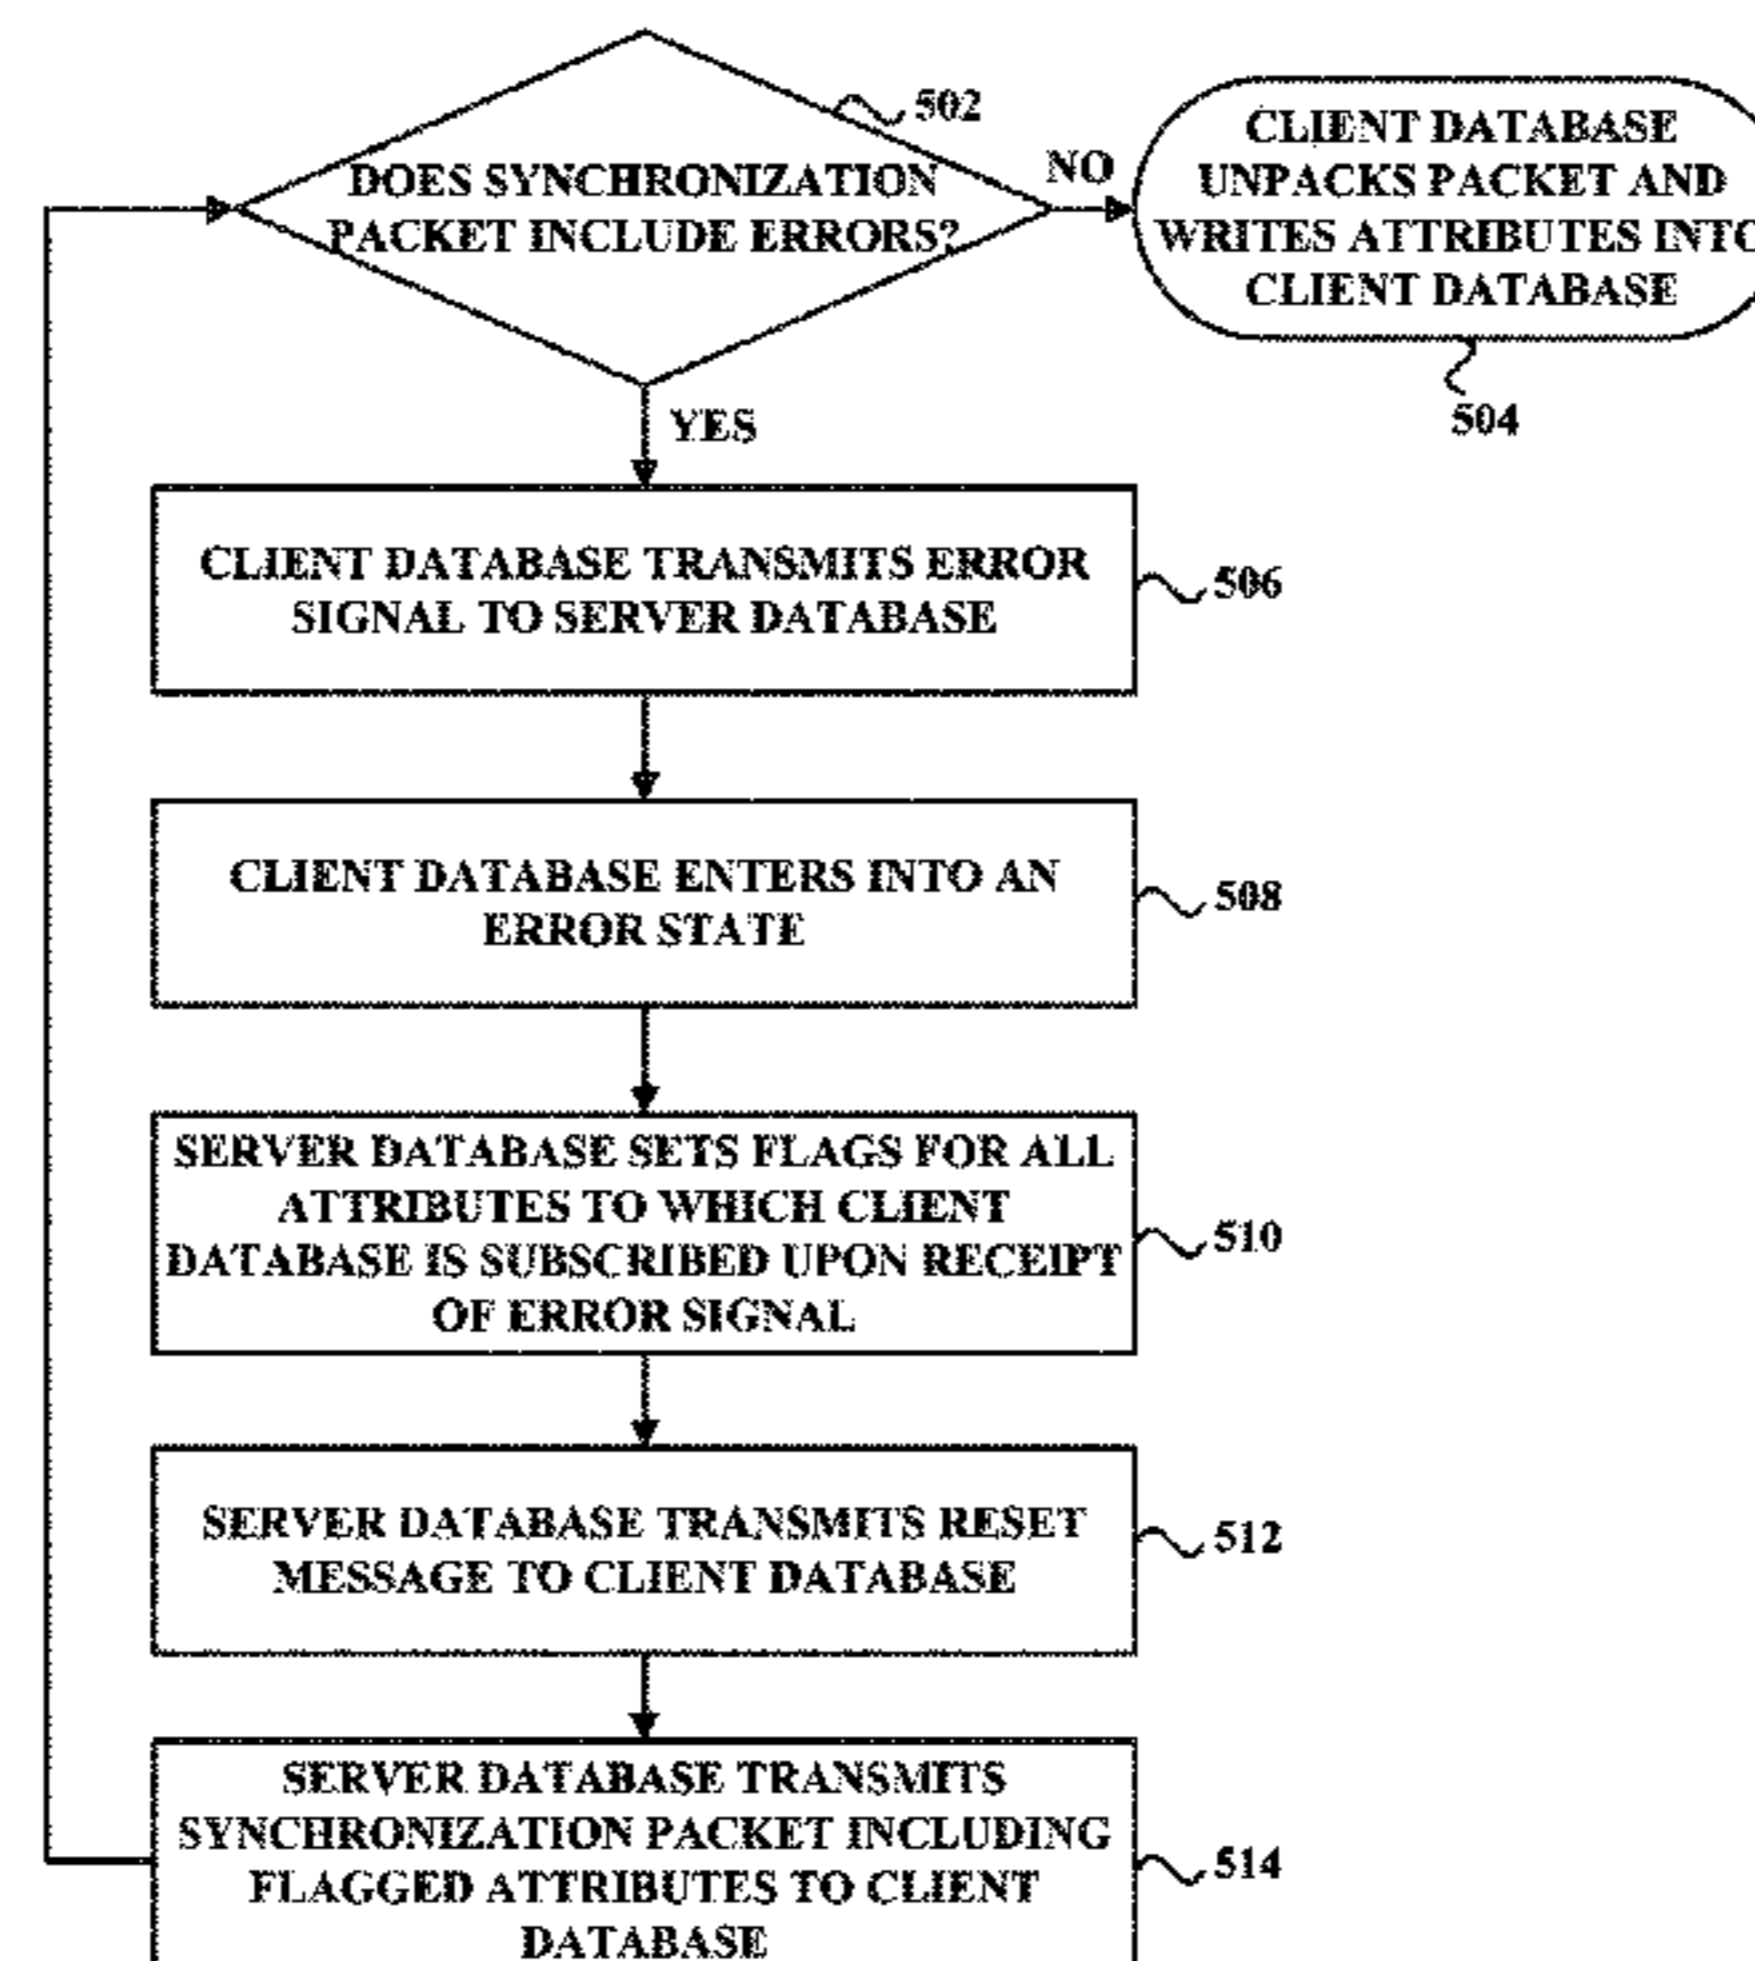 502
DOES SYNCHRONIZATION
PACKET INCLUDE ERRORS?
NO
CLIENT DATABASE
UNPACKS PACKET AND
WRITES ATTRIBUTES INTO
CLIENT DATABASE
504
YES
CLIENT DATABASE TRANSMITS ERROR
SIGNAL TO SERVER DATABASE
506
CLIENT DATABASE ENTERS INTO AN
ERROR STATE
508
SERVER DATABASE SETS FLAGS FOR ALL
ATTRIBUTES TO WHICH CLIENT
DATABASE IS SUBSCRIBED UPON RECEIPT
OF ERROR SIGNAL
510
SERVER DATABASE TRANSMITS RESET
MESSAGE TO CLIENT DATABASE
512
SERVER DATABASE TRANSMITS
SYNCHRONIZATION PACKET INCLUDING
FLAGGED ATTRIBUTES TO CLIENT
DATABASE
514